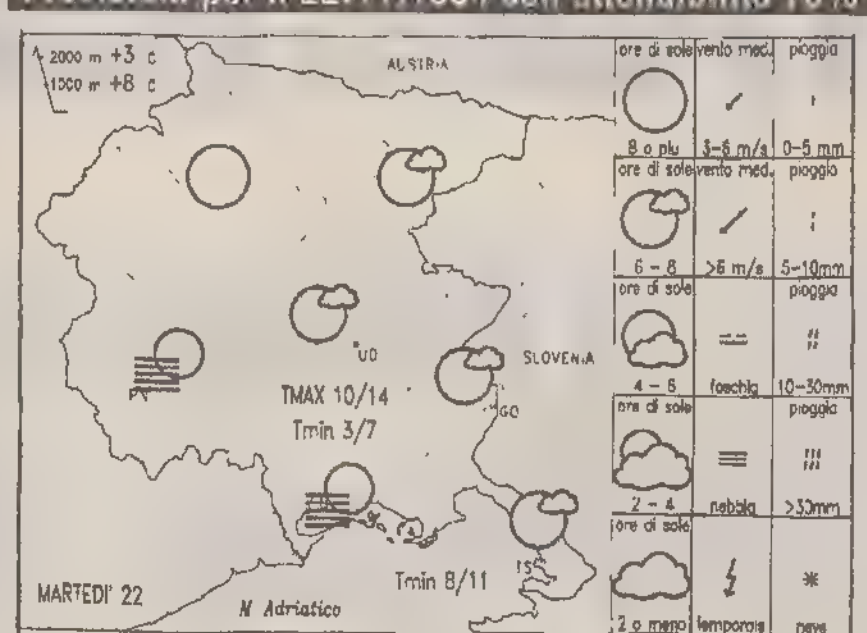 2000 m +3 c
1000 m +8 c
AUSTRIA
UD
SLOVENIA
TMAX 10/14
Tmin 3/7
GO
Tmin 8/11
TS
MARTEDI' 22
M Adriatico
ore di sole vento med. pioggia
8 o piu 3-6 m/s 0-5 mm
ore di sole vento med. pioggia
6 - 8 >6 m/s 5-10mm
ore di sole pioggia
4 - 6 foschia 10-30mm
ore di sole pioggia
2 - 4 nebbia >30mm
ore di sole
2 o meno temporale neve